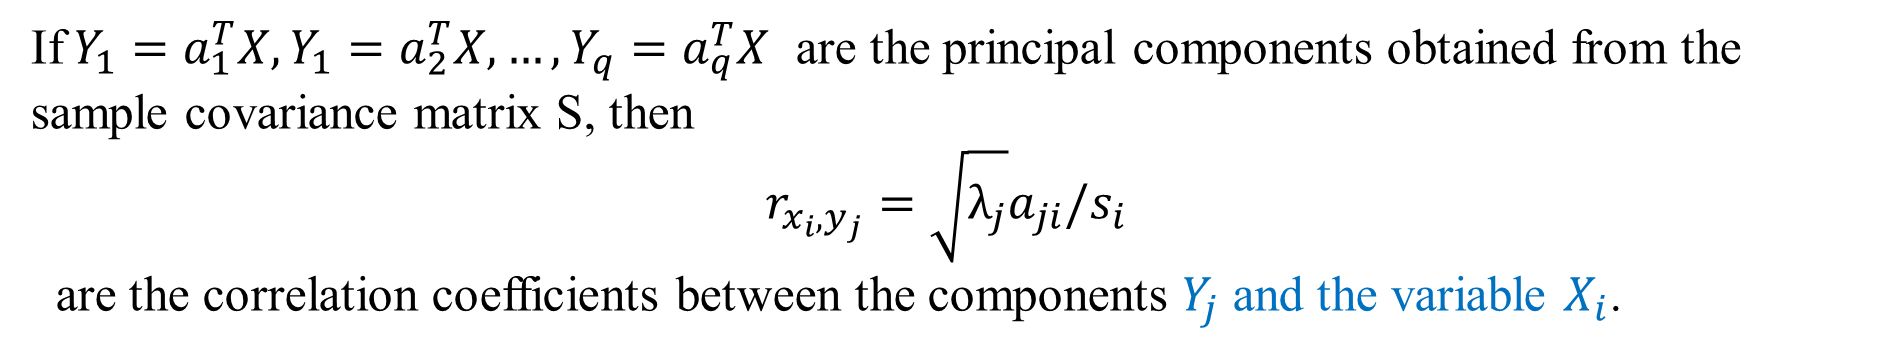 If Y₁ = a₁ᵀX, Y₁ = a₂ᵀX, …, Y_q = a_qᵀX are the principal components obtained from the
sample covariance matrix S, then
r_{x_i,y_j} = √λ_j a_{ji}/s_i
are the correlation coefficients between the components Y_j and the variable X_i.